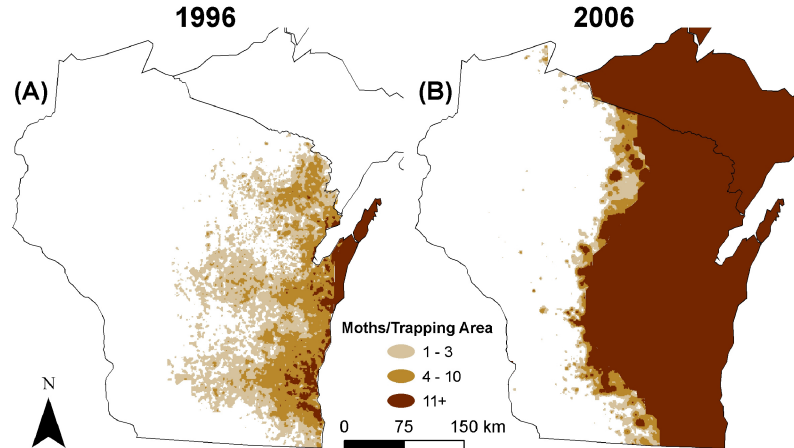 1996
2006
(A)
(B)
Moths/Trapping Area
1 - 3
4 - 10
11+
N
0 75 150 km